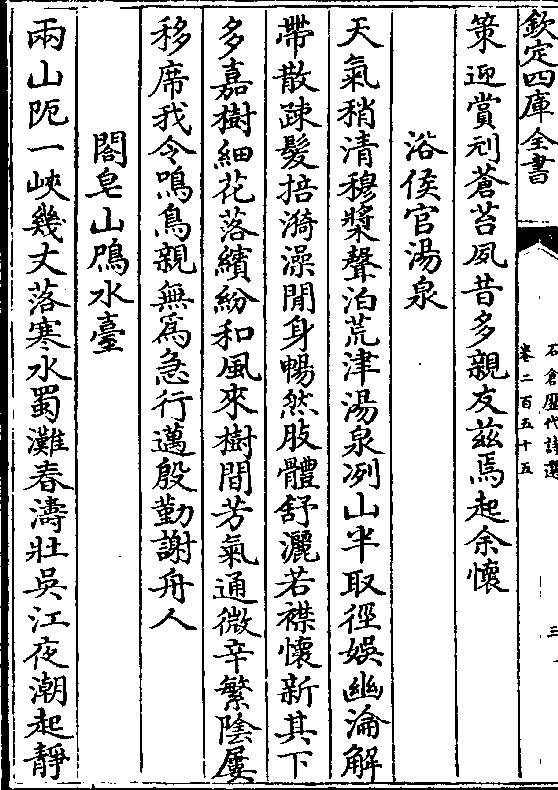 欽定四庫全書
石倉歷代詩選
卷二百五十五
三
策迎賞刓蒼苔夙昔多親友茲焉起余懷
浴侯官湯泉
天氣稍清穆槳聲泊荒津湯泉冽山半取徑娛幽淪解
帶散疎髮掊漪澡閒身暢然肢體舒灑若襟懷新其下
多嘉樹細花落繽紛和風來樹間芳氣通微辛繁陰屢
移席我令鳴鳥親無為急行邁殷勤謝舟人
閤皂山鳴水臺
兩山阨一峽幾丈落寒水蜀灘春濤壯吳江夜潮起靜